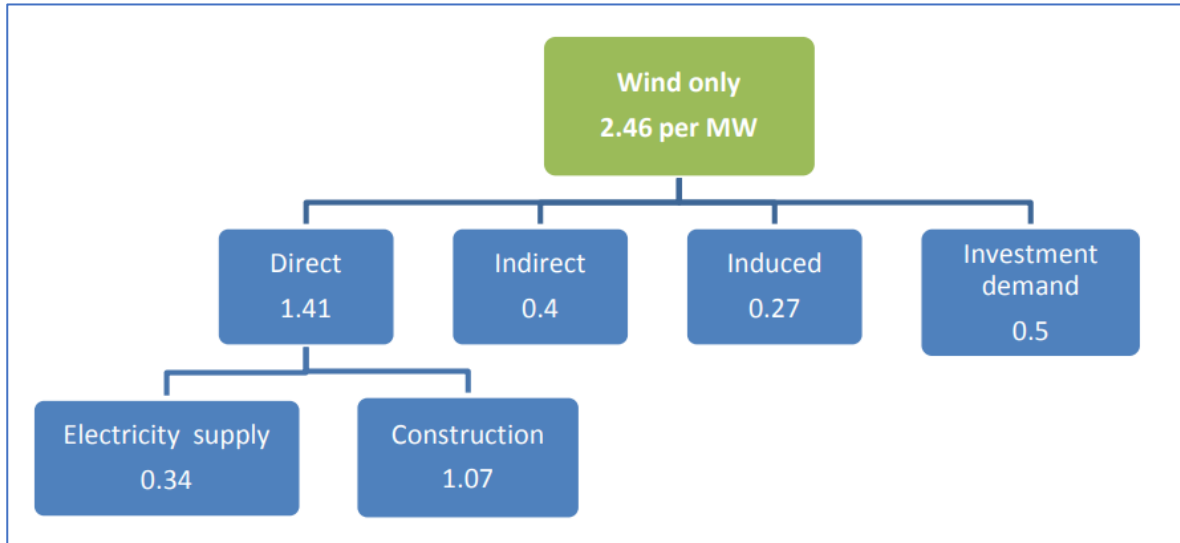 Wind only
2.46 per MW
Direct
1.41
Indirect
0.4
Induced
0.27
Investment
demand
0.5
Electricity supply
0.34
Construction
1.07